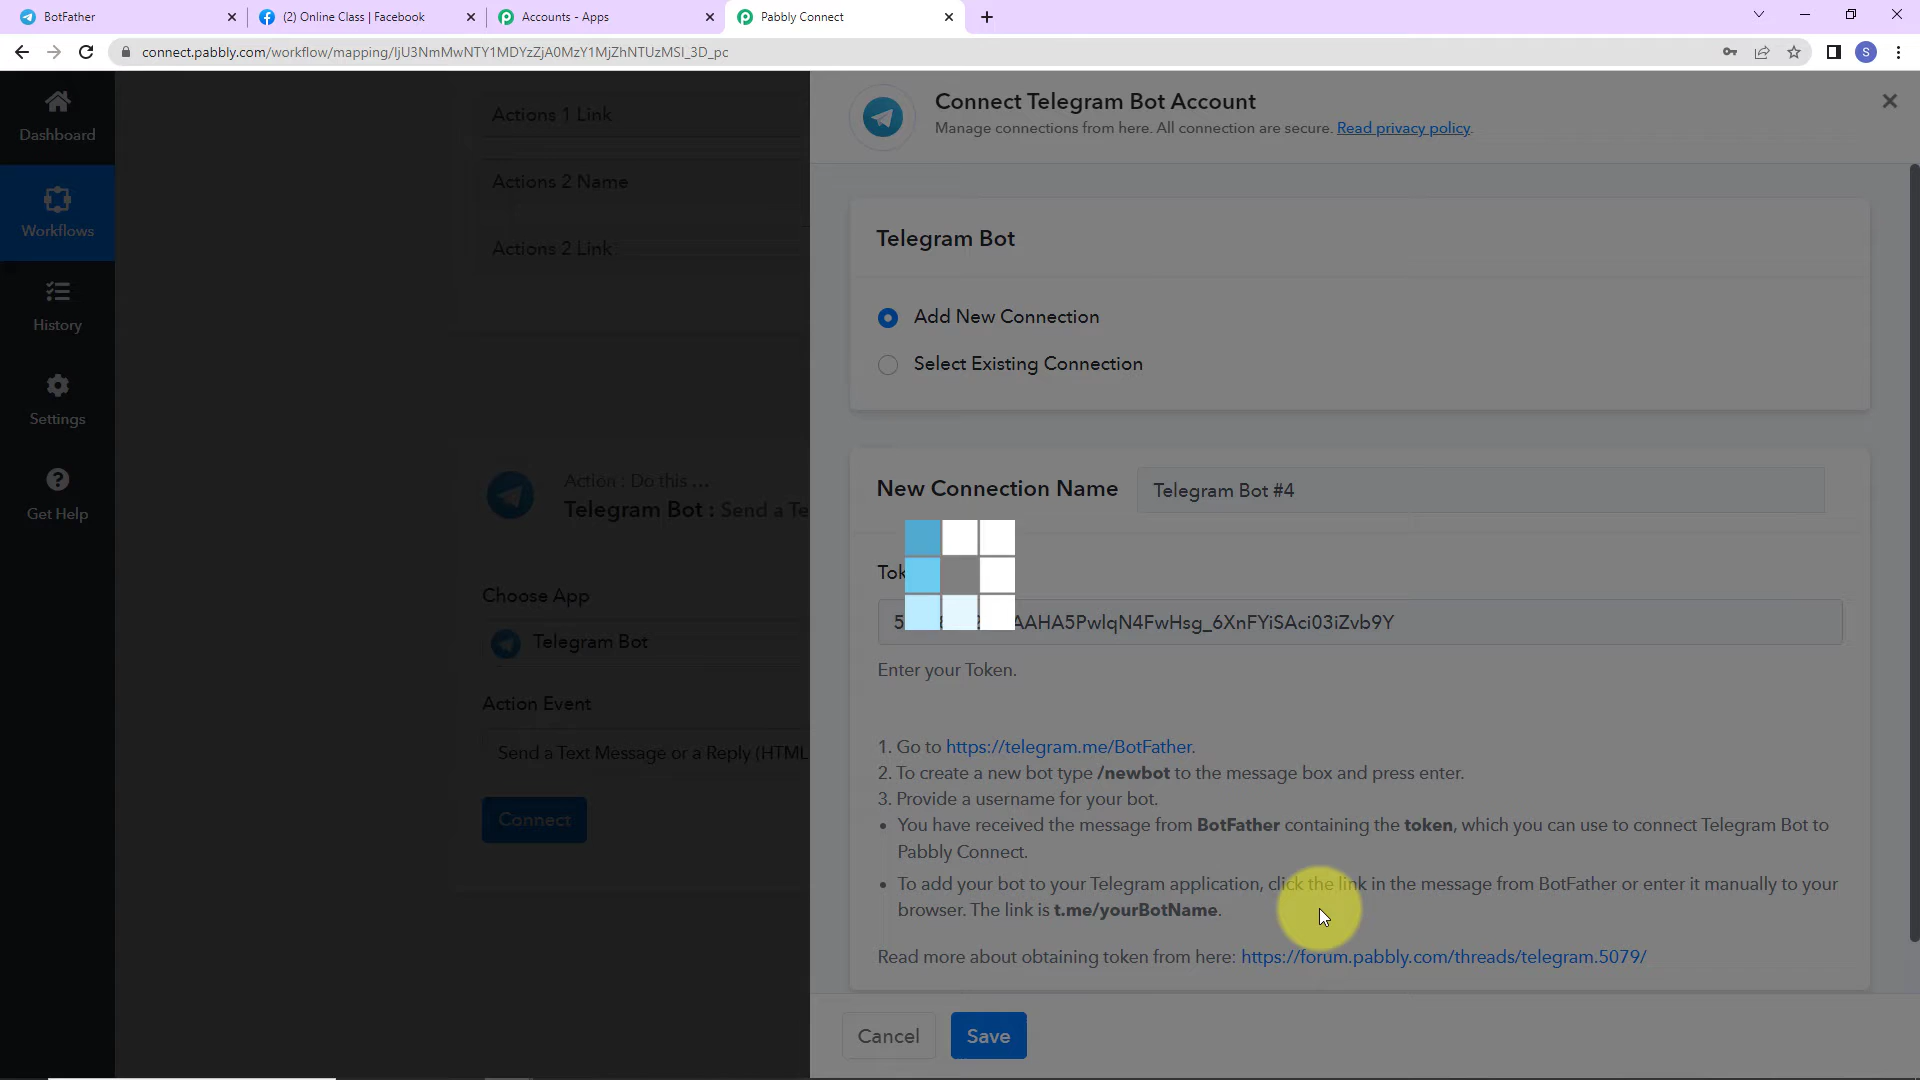 BotFather
(2) Online Class | Facebook
Accounts - Apps
Pabbly Connect
S
Dashboard
Workflows
History
Settings
Get Help
Actions 1 Link
Actions 2 Name
Actions 2 Link
Action : Do this ...
Telegram Bot : Send a Te
Choose App
Telegram Bot
Action Event
Send a Text Message or a Reply (HTML
Connect
Connect Telegram Bot Account
Manage connections from here. All connection are secure. Read privacy policy.
Telegram Bot
Add New Connection
Select Existing Connection
New Connection Name
Telegram Bot #4
Enter your Token.
1. Go to https://telegram.me/BotFather.
2. To create a new bot type /newbot to the message box and press enter.
3. Provide a username for your bot.
• You have received the message from BotFather containing the token, which you can use to connect Telegram Bot to
Pabbly Connect.
• To add your bot to your Telegram application, click the link in the message from BotFather or enter it manually to your
browser. The link is t.me/yourBotName.
Read more about obtaining token from here: https://forum.pabbly.com/threads/telegram.5079/
Cancel
Save